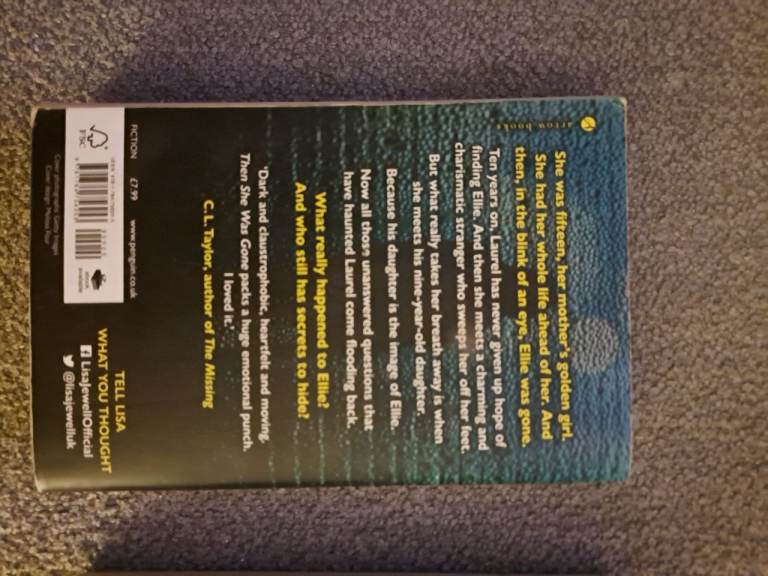 arrow books
She was fifteen, her mother's golden girl.
She had her whole life ahead of her. And
then, in the blink of an eye, Ellie was gone.
Ten years on, Laurel has never given up hope of
finding Ellie. And then she meets a charming and
charismatic stranger who sweeps her off her feet.
But what really takes her breath away is when
she meets his nine-year-old daughter.
Because his daughter is the image of Ellie.
Now all those unanswered questions that
have haunted Laurel come flooding back.
What really happened to Ellie?
And who still has secrets to hide?
'Dark and claustrophobic, heartfelt and moving.
Then She Was Gone packs a huge emotional punch.
I loved it.'
C.L. Taylor, author of The Missing
FICTION £7.99 www.penguin.co.uk
FSC
ISBN
ebook
available
TELL LISA
WHAT YOU THOUGHT
LisaJewellOfficial
@lisajewelluk